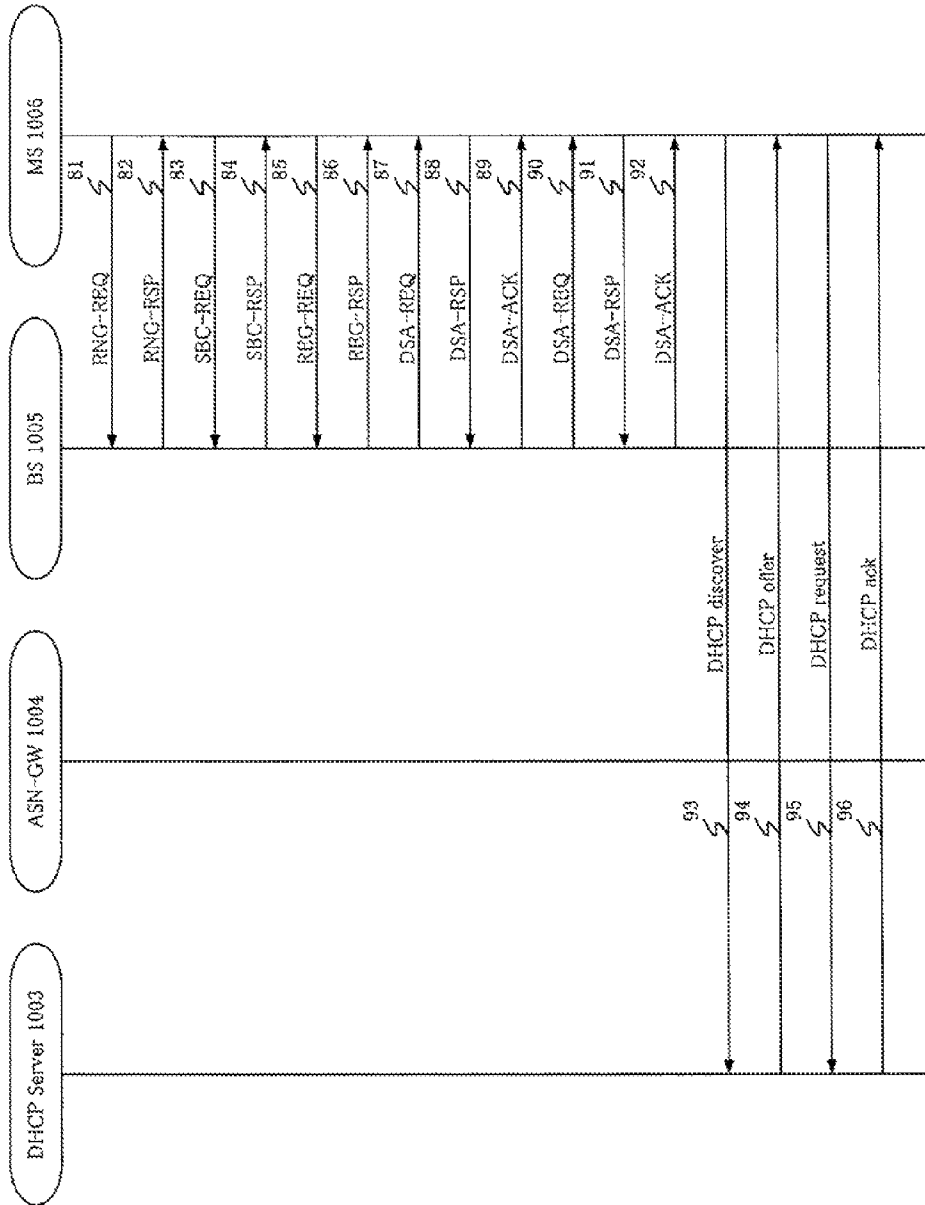 DHCP Server 1003
ASN-GW 1004
BS 1005
MS 1006
RNG-REQ 81
RNG-RSP 82
SBC-REQ 83
SBC-RSP 84
REG-REQ 85
REG-RSP 86
DSA-REQ 87
DSA-RSP 88
DSA-ACK 89
DSA-REQ 90
DSA-RSP 91
DSA-ACK 92
93 DHCP discover
94 DHCP offer
95 DHCP request
96 DHCP ack